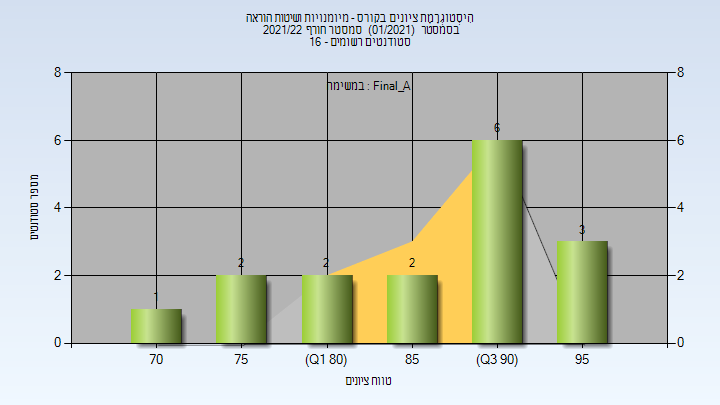 היסטוגרמת ציונים בקורס - מיומנויות ושיטות הוראה
בסמסטר (01/2021) סמסטר חורף 2021/22
סטודנטים רשומים - 16
במשימה : Final_A
8 8
6 6
4 4
2 2
0 0
מספר סטודנטים
1 2 2 2 6 3
70 75 (Q1 80) 85 (Q3 90) 95
טווח ציונים